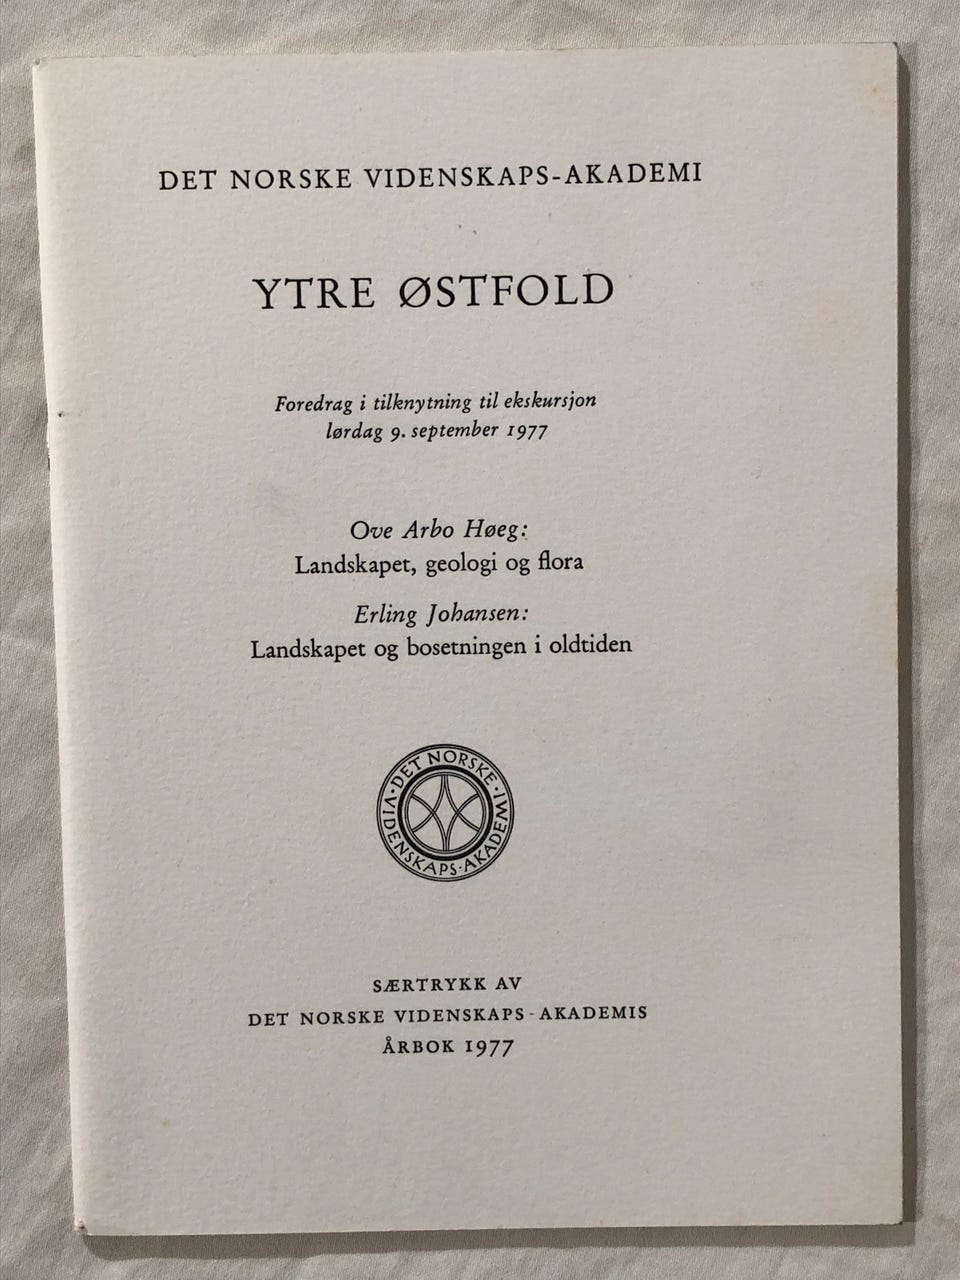 DET NORSKE VIDENSKAPS-AKADEMI
YTRE ØSTFOLD
Foredrag i tilknytning til ekskursjon
lørdag 9. september 1977
Ove Arbo Høeg:
Landskapet, geologi og flora
Erling Johansen:
Landskapet og bosetningen i oldtiden
DET NORSKE · VIDENSKAPS · AKADEMI ·
SÆRTRYKK AV
DET NORSKE VIDENSKAPS-AKADEMIS
ÅRBOK 1977